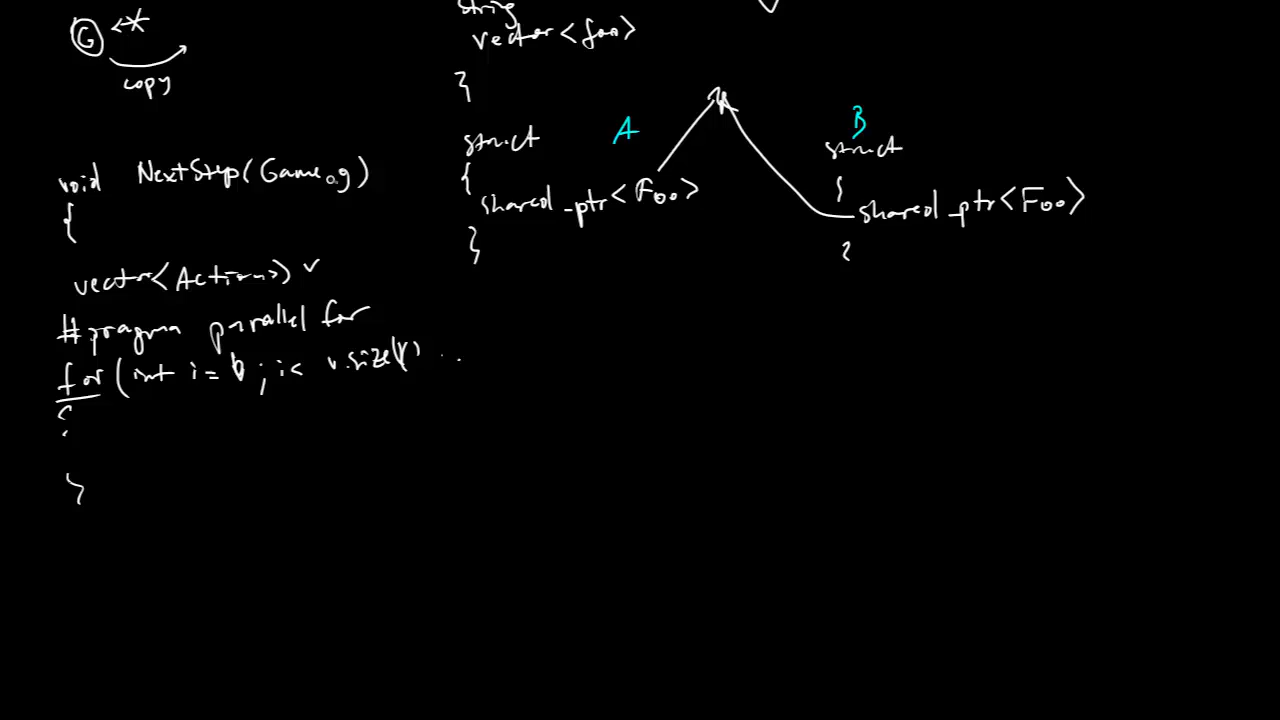 G
copy
void NextStep(Game g)
{
vector<Actions> v
#pragma parallel for
for (int i = 0; i < v.size() ..
{
}
string
vector<foo>
}
struct A
{
shared_ptr<Foo>
}
B
struct
{
shared_ptr<Foo>
}